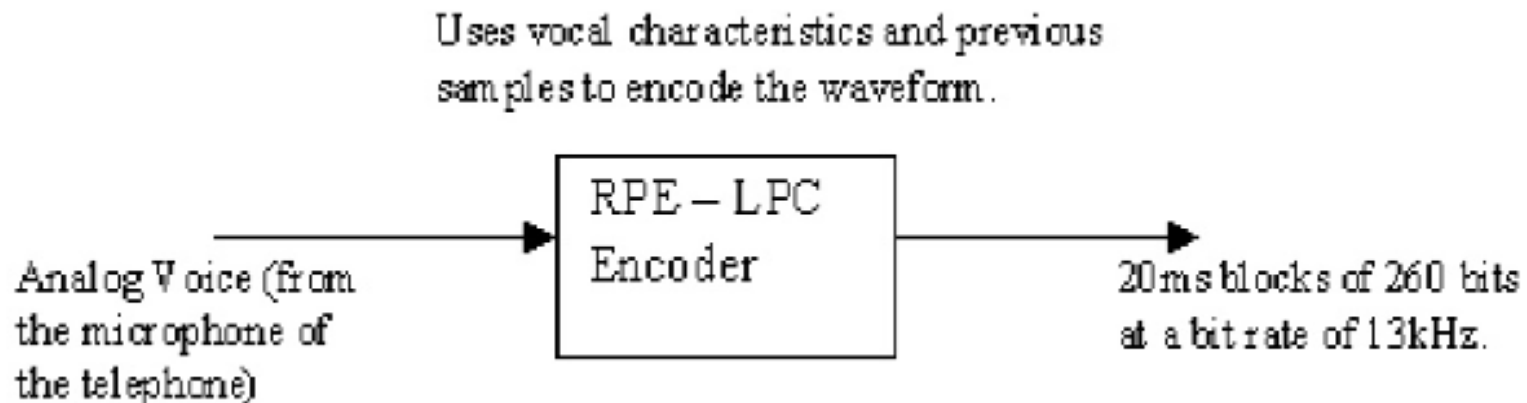 Uses vocal characteristics and previous
samples to encode the waveform.
RPE – LPC
Encoder
Analog Voice (from
the microphone of
the telephone)
20ms blocks of 260 bits
at a bit rate of 13kHz.